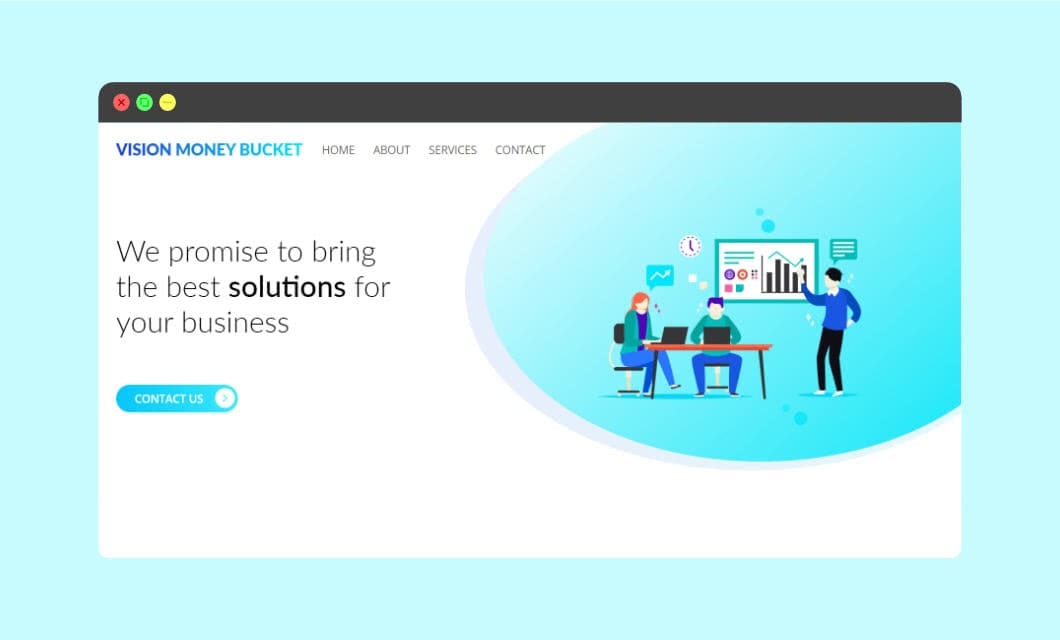 VISION MONEY BUCKET HOME ABOUT SERVICES CONTACT
We promise to bring
the best solutions for
your business
CONTACT US